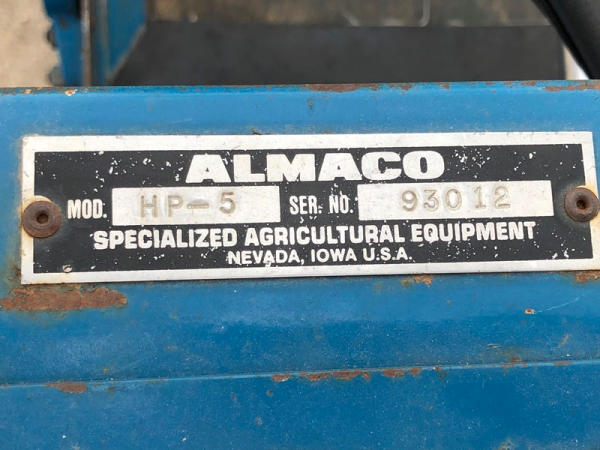 ALMACO
MOD. HP-5 SER. NO. 93012
SPECIALIZED AGRICULTURAL EQUIPMENT
NEVADA, IOWA U.S.A.